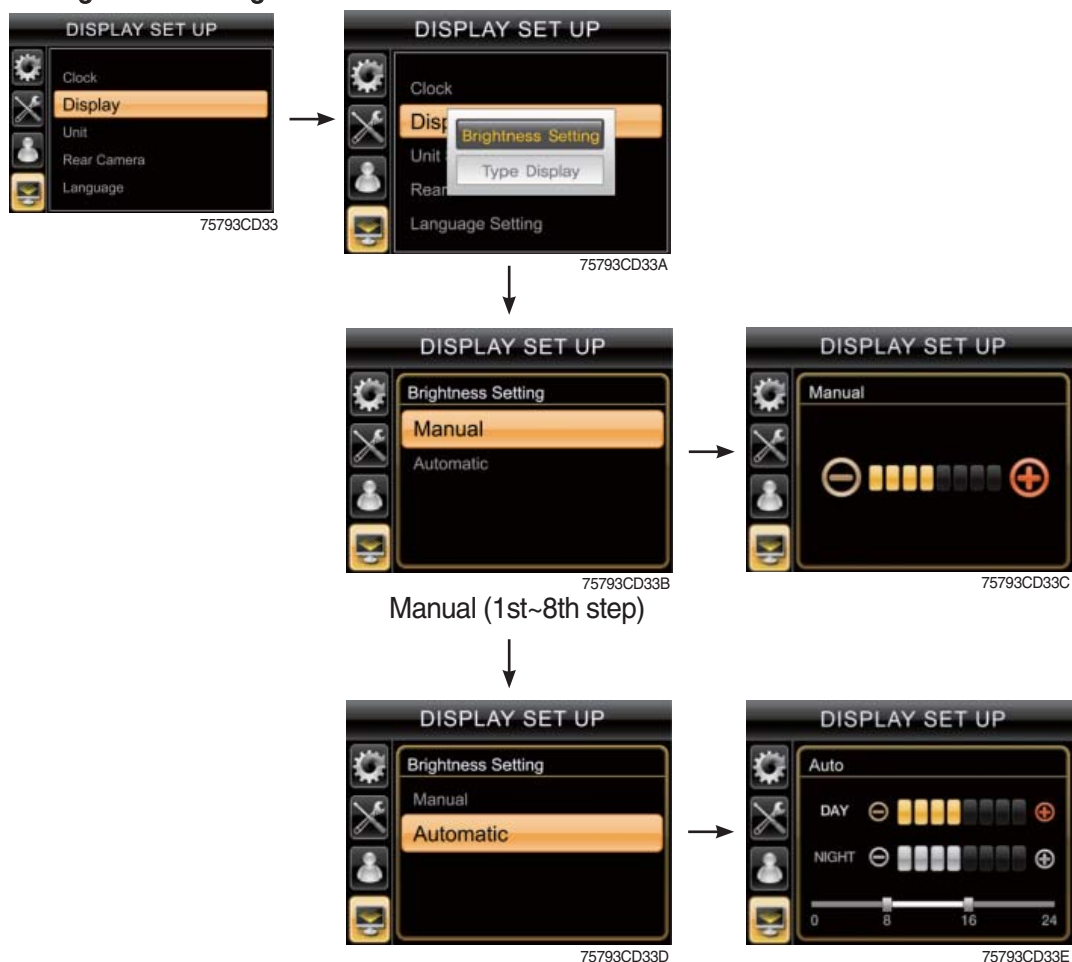 DISPLAY SET UP
Clock
Display
Unit
Rear Camera
Language
75793CD33
DISPLAY SET UP
Clock
Disp
Brightness Setting
Unit
Type Display
Rear
Language Setting
75793CD33A
DISPLAY SET UP
Brightness Setting
Manual
Automatic
75793CD33B
Manual (1st~8th step)
DISPLAY SET UP
Manual
75793CD33C
DISPLAY SET UP
Brightness Setting
Manual
Automatic
75793CD33D
DISPLAY SET UP
Auto
DAY
NIGHT
0 8 16 24
75793CD33E